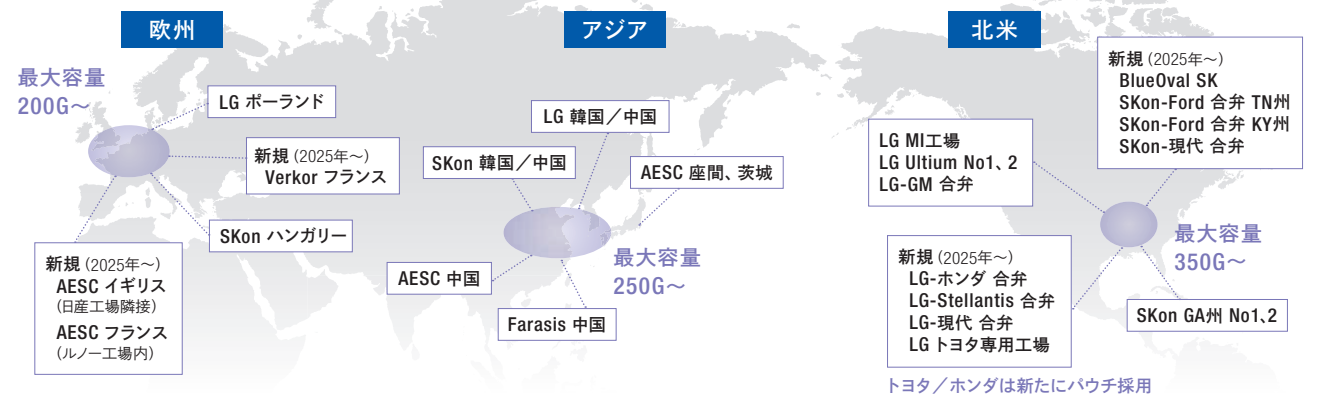 欧州
最大容量
200G〜
LG ポーランド
新規 (2025年〜)
Verkor フランス
SKon ハンガリー
新規 (2025年〜)
AESC イギリス
(日産工場隣接)
AESC フランス
(ルノー工場内)
アジア
LG 韓国／中国
SKon 韓国／中国
AESC 座間、茨城
AESC 中国
Farasis 中国
最大容量
250G〜
北米
新規 (2025年〜)
BlueOval SK
SKon-Ford 合弁 TN州
SKon-Ford 合弁 KY州
SKon-現代 合弁
LG MI工場
LG Ultium No1、2
LG-GM 合弁
最大容量
350G〜
新規 (2025年〜)
LG-ホンダ 合弁
LG-Stellantis 合弁
LG-現代 合弁
LG トヨタ専用工場
SKon GA州 No1、2
トヨタ／ホンダは新たにパウチ採用